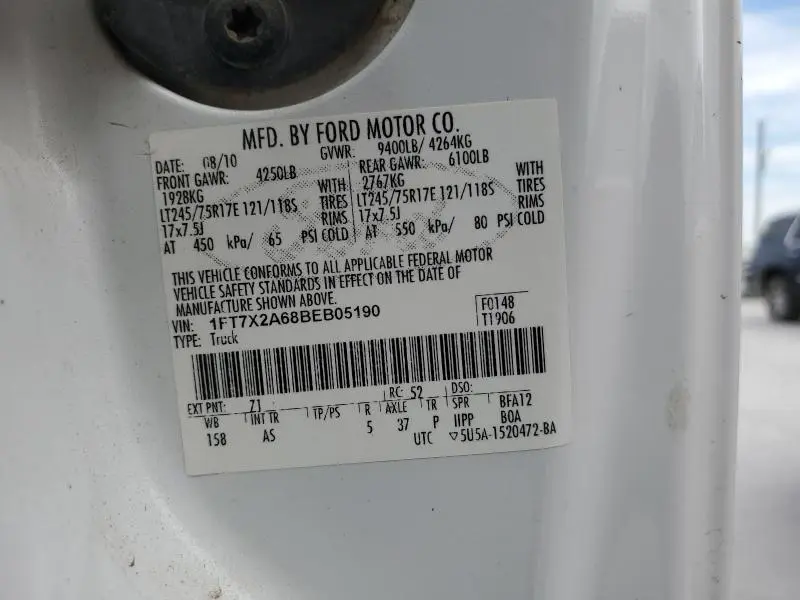 MFD. BY FORD MOTOR CO.
DATE: 08/10 GVWR: 9400LB/ 4264KG
FRONT GAWR: 4250LB REAR GAWR: 6100LB
1928KG WITH 2767KG WITH
LT245/75R17E 121/118S TIRES LT245/75R17E 121/118S TIRES
17x7.5J RIMS 17x7.5J RIMS
AT 450 kPa/ 65 PSI COLD AT 550 kPa/ 80 PSI COLD
THIS VEHICLE CONFORMS TO ALL APPLICABLE FEDERAL MOTOR
VEHICLE SAFETY STANDARDS IN EFFECT ON THE DATE OF
MANUFACTURE SHOWN ABOVE.
VIN: 1FT7X2A68BEB05190 F0148
TYPE: Truck T1906
EXT PNT: Z1 RC: 52 DSO:
WB INT TR TP/PS R AXLE TR SPR BFA12
158 AS 5 37 P IIPP BOA
UTC ▽5U5A-1520472-BA